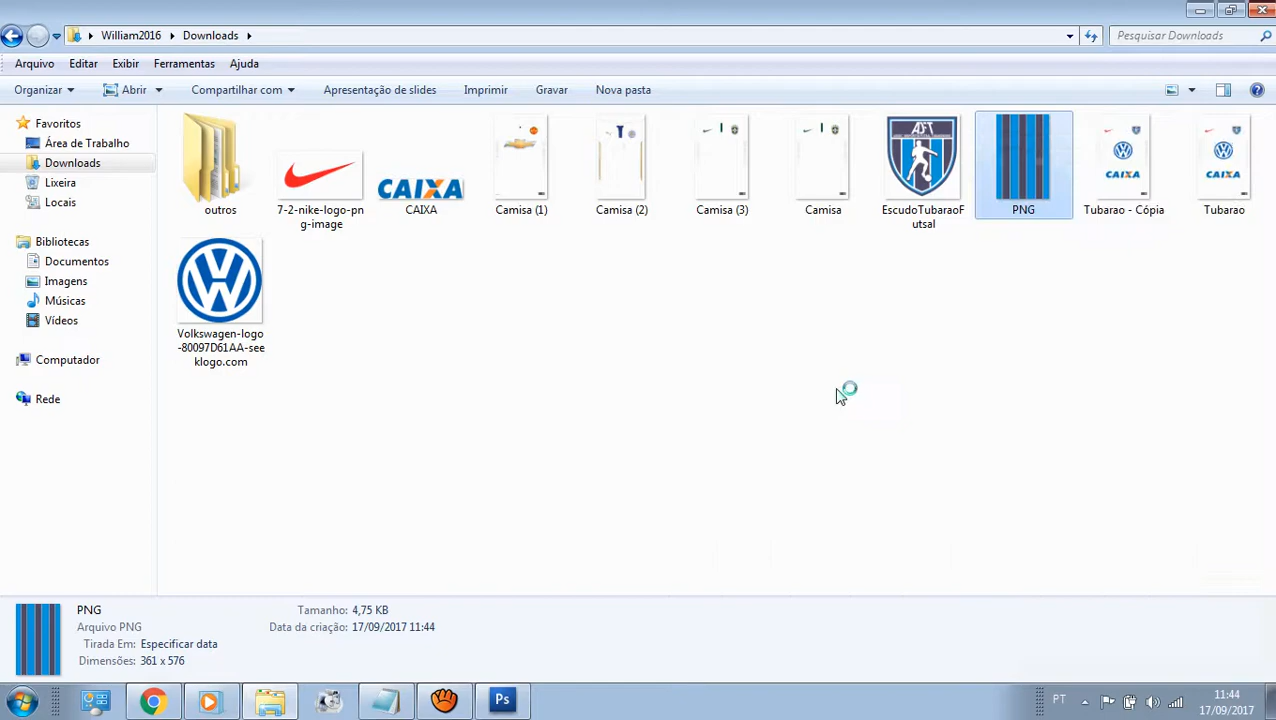 William2016 Downloads
Pesquisar Downloads
Arquivo Editar Exibir Ferramentas Ajuda
Organizar Abrir Compartilhar com Apresentação de slides Imprimir Gravar Nova pasta
Favoritos
Área de Trabalho
Downloads
Lixeira
Locais
Bibliotecas
Documentos
Imagens
Músicas
Vídeos
Computador
Rede
outros
7-2-nike-logo-pn
g-image
CAIXA
CAIXA
Camisa (1)
Camisa (2)
Camisa (3)
Camisa
EscudoTubaraoF
utsal
PNG
CAIXA
Tubarao - Cópia
CAIXA
Tubarao
Volkswagen-logo
-80097D61AA-see
klogo.com
PNG
Arquivo PNG
Tirada Em: Especificar data
Dimensões: 361 x 576
Tamanho: 4,75 KB
Data da criação: 17/09/2017 11:44
Ps
PT
11:44
17/09/2017